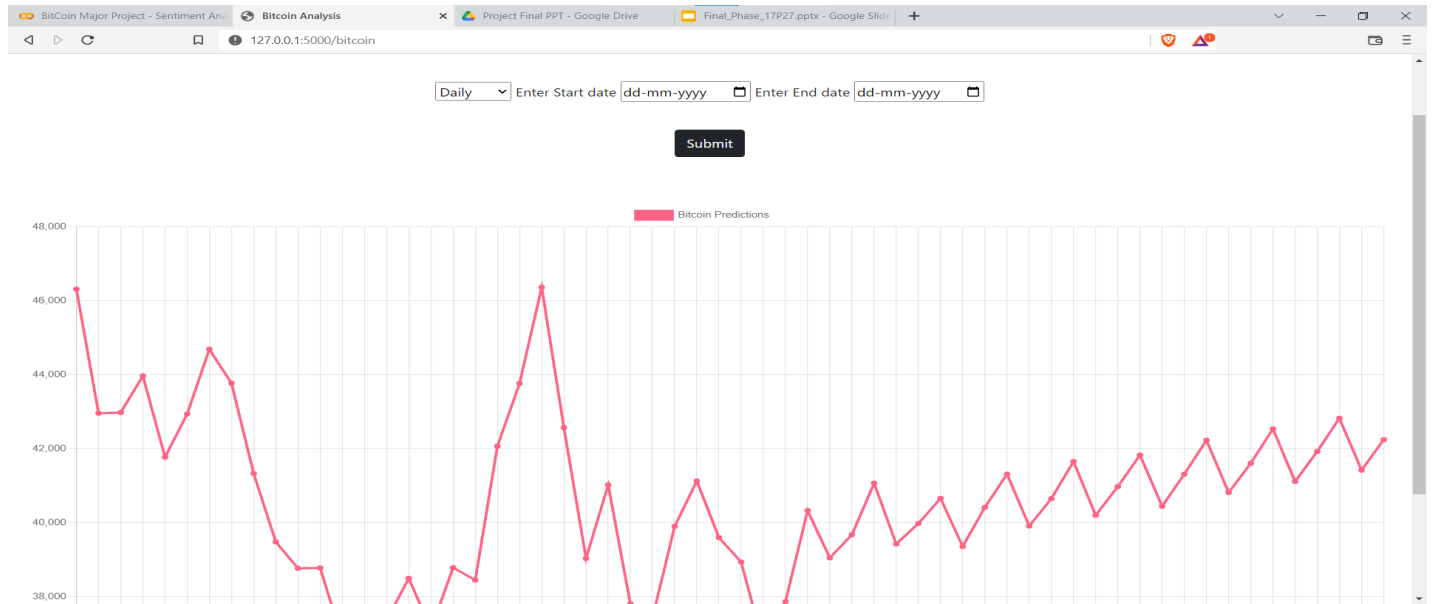 BitCoin Major Project - Sentiment Ana
Bitcoin Analysis
Project Final PPT - Google Drive
Final_Phase_17P27.pptx - Google Slide
127.0.0.1:5000/bitcoin
1
Daily Enter Start date dd-mm-yyyy Enter End date dd-mm-yyyy
Submit
Bitcoin Predictions
48,000
46,000
44,000
42,000
40,000
38,000